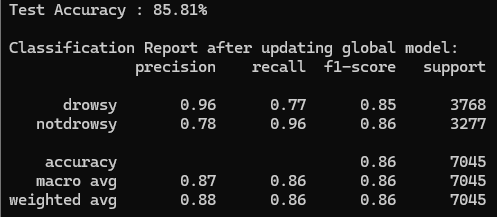 Test Accuracy : 85.81%
Classification Report after updating global model:
precision recall f1-score support
drowsy 0.96 0.77 0.85 3768
notdrowsy 0.78 0.96 0.86 3277
accuracy 0.86 7045
macro avg 0.87 0.86 0.86 7045
weighted avg 0.88 0.86 0.86 7045